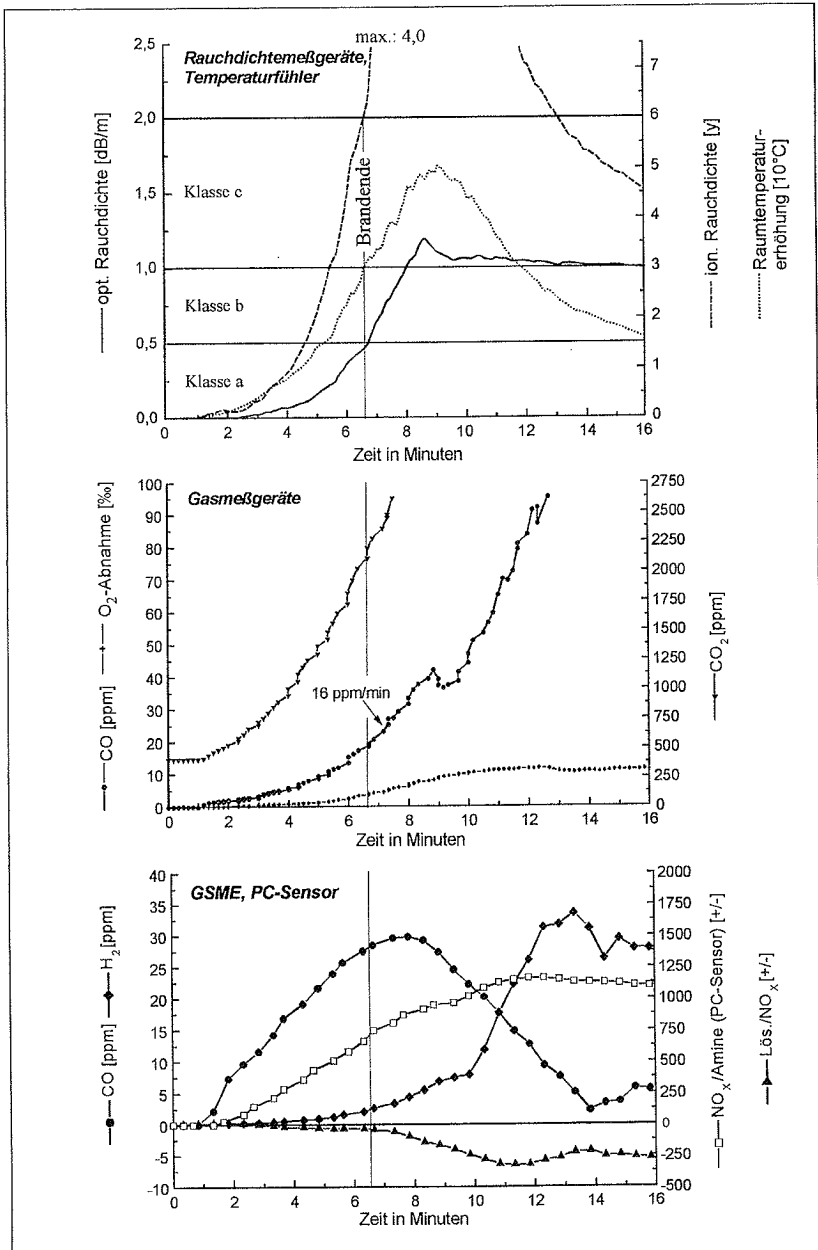 max.: 4,0
Rauchdichtemeßgeräte,
Temperaturfühler
2,5
2,0
1,5
1,0
0,5
0,0
opt. Rauchdichte [dB/m]
Klasse c
Klasse b
Klasse a
Brandende
7
6
5
4
3
2
1
0
ion. Rauchdichte [y]
Raumtemperatur-
erhöhung [10°C]
0 2 4 6 8 10 12 14 16
Zeit in Minuten
Gasmeßgeräte
100
90
80
70
60
50
40
30
20
10
0
CO [ppm]
O₂-Abnahme [‰]
16 ppm/min
2750
2500
2250
2000
1750
1500
1250
1000
750
500
250
0
CO₂ [ppm]
0 2 4 6 8 10 12 14 16
Zeit in Minuten
GSME, PC-Sensor
40
35
30
25
20
15
10
5
0
-5
-10
CO [ppm]
H₂ [ppm]
2000
1750
1500
1250
1000
750
500
250
0
-250
-500
NOₓ/Amine (PC-Sensor) [+/-]
Lös./NOₓ [+/-]
0 2 4 6 8 10 12 14 16
Zeit in Minuten